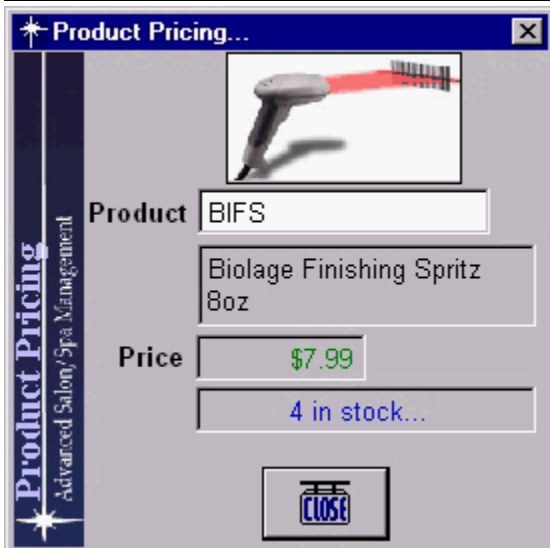 Product Pricing...
Product Pricing
Advanced Salon/Spa Management
Product BIFS
Biolage Finishing Spritz
8oz
Price $7.99
4 in stock...
CLOSE